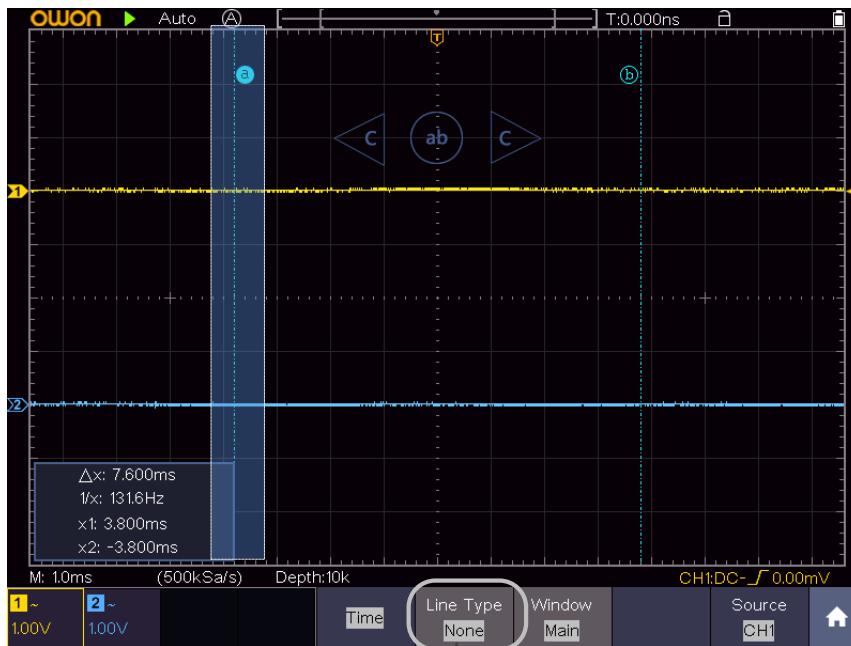 OWON Auto A T:0.000ns
T
a b
C ab C
1
2
△x: 7.600ms
1/x: 131.6Hz
x1: 3.800ms
x2: -3.800ms
M: 1.0ms (500kSa/s) Depth:10k CH1:DC- 0.00mV
1 ~ 2 ~ Line Type Window Source
1.00V 1.00V Time None Main CH1